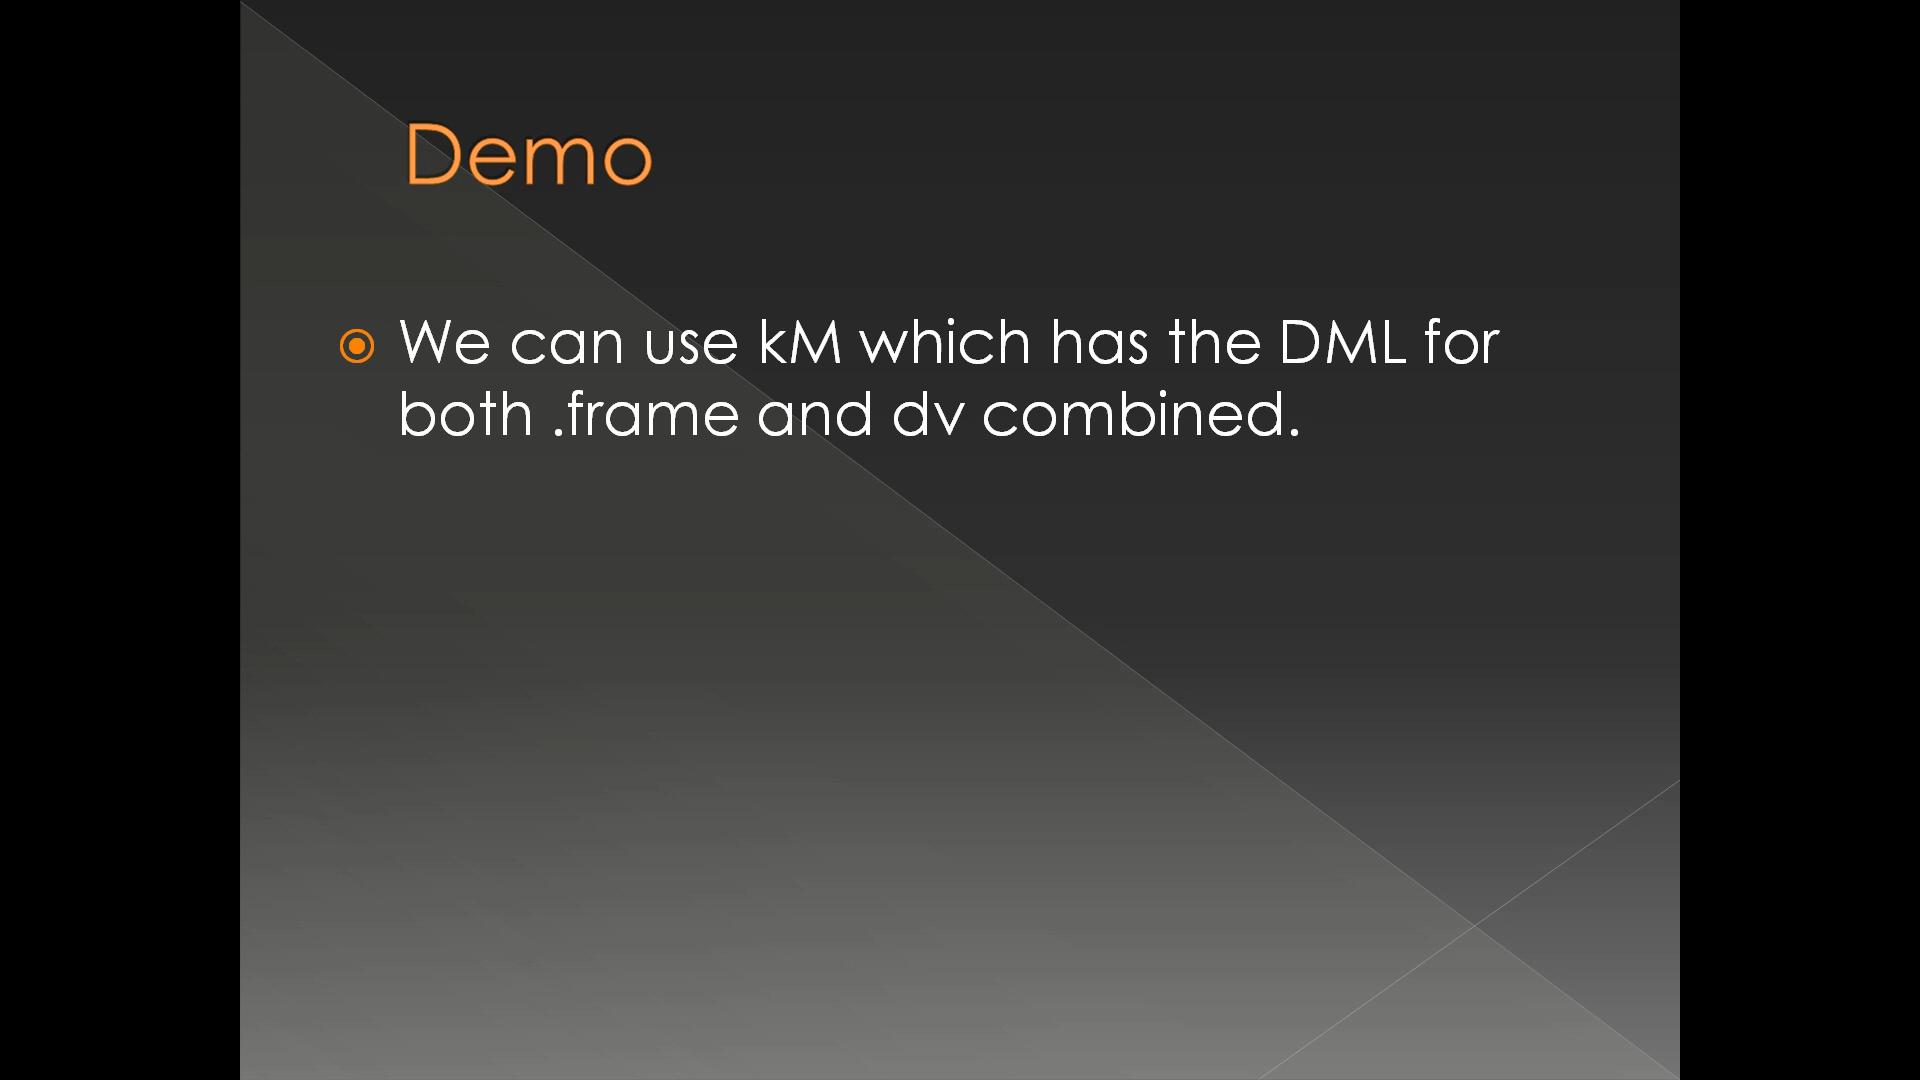 Demo
We can use kM which has the DML for
both .frame and dv combined.